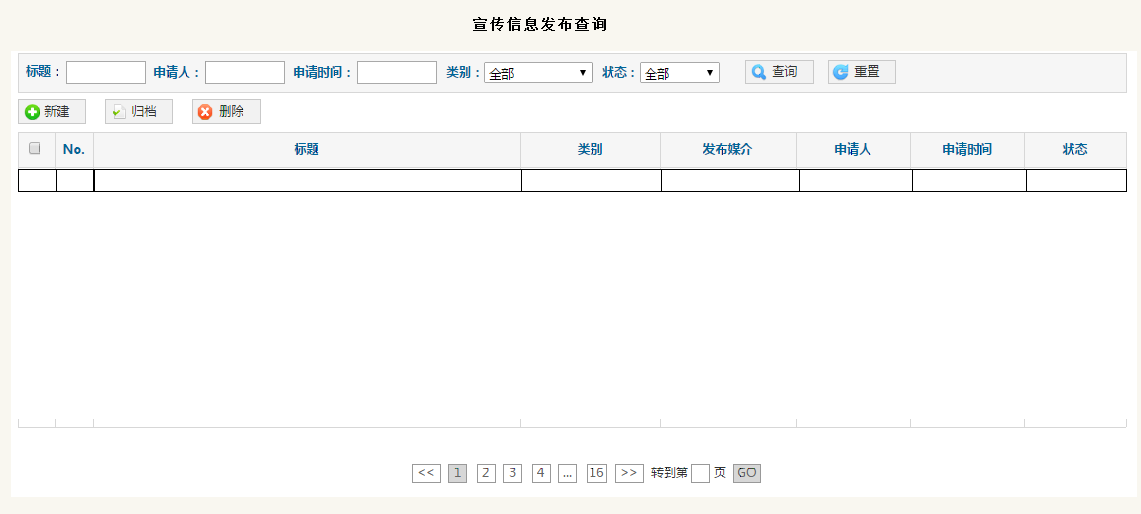 宣传信息发布查询
标题： 申请人： 申请时间： 类别： 全部 状态： 全部 查询 重置
新建 归档 删除
No. 标题 类别 发布媒介 申请人 申请时间 状态
<< 1 2 3 4 ... 16 >> 转到第 页 GO